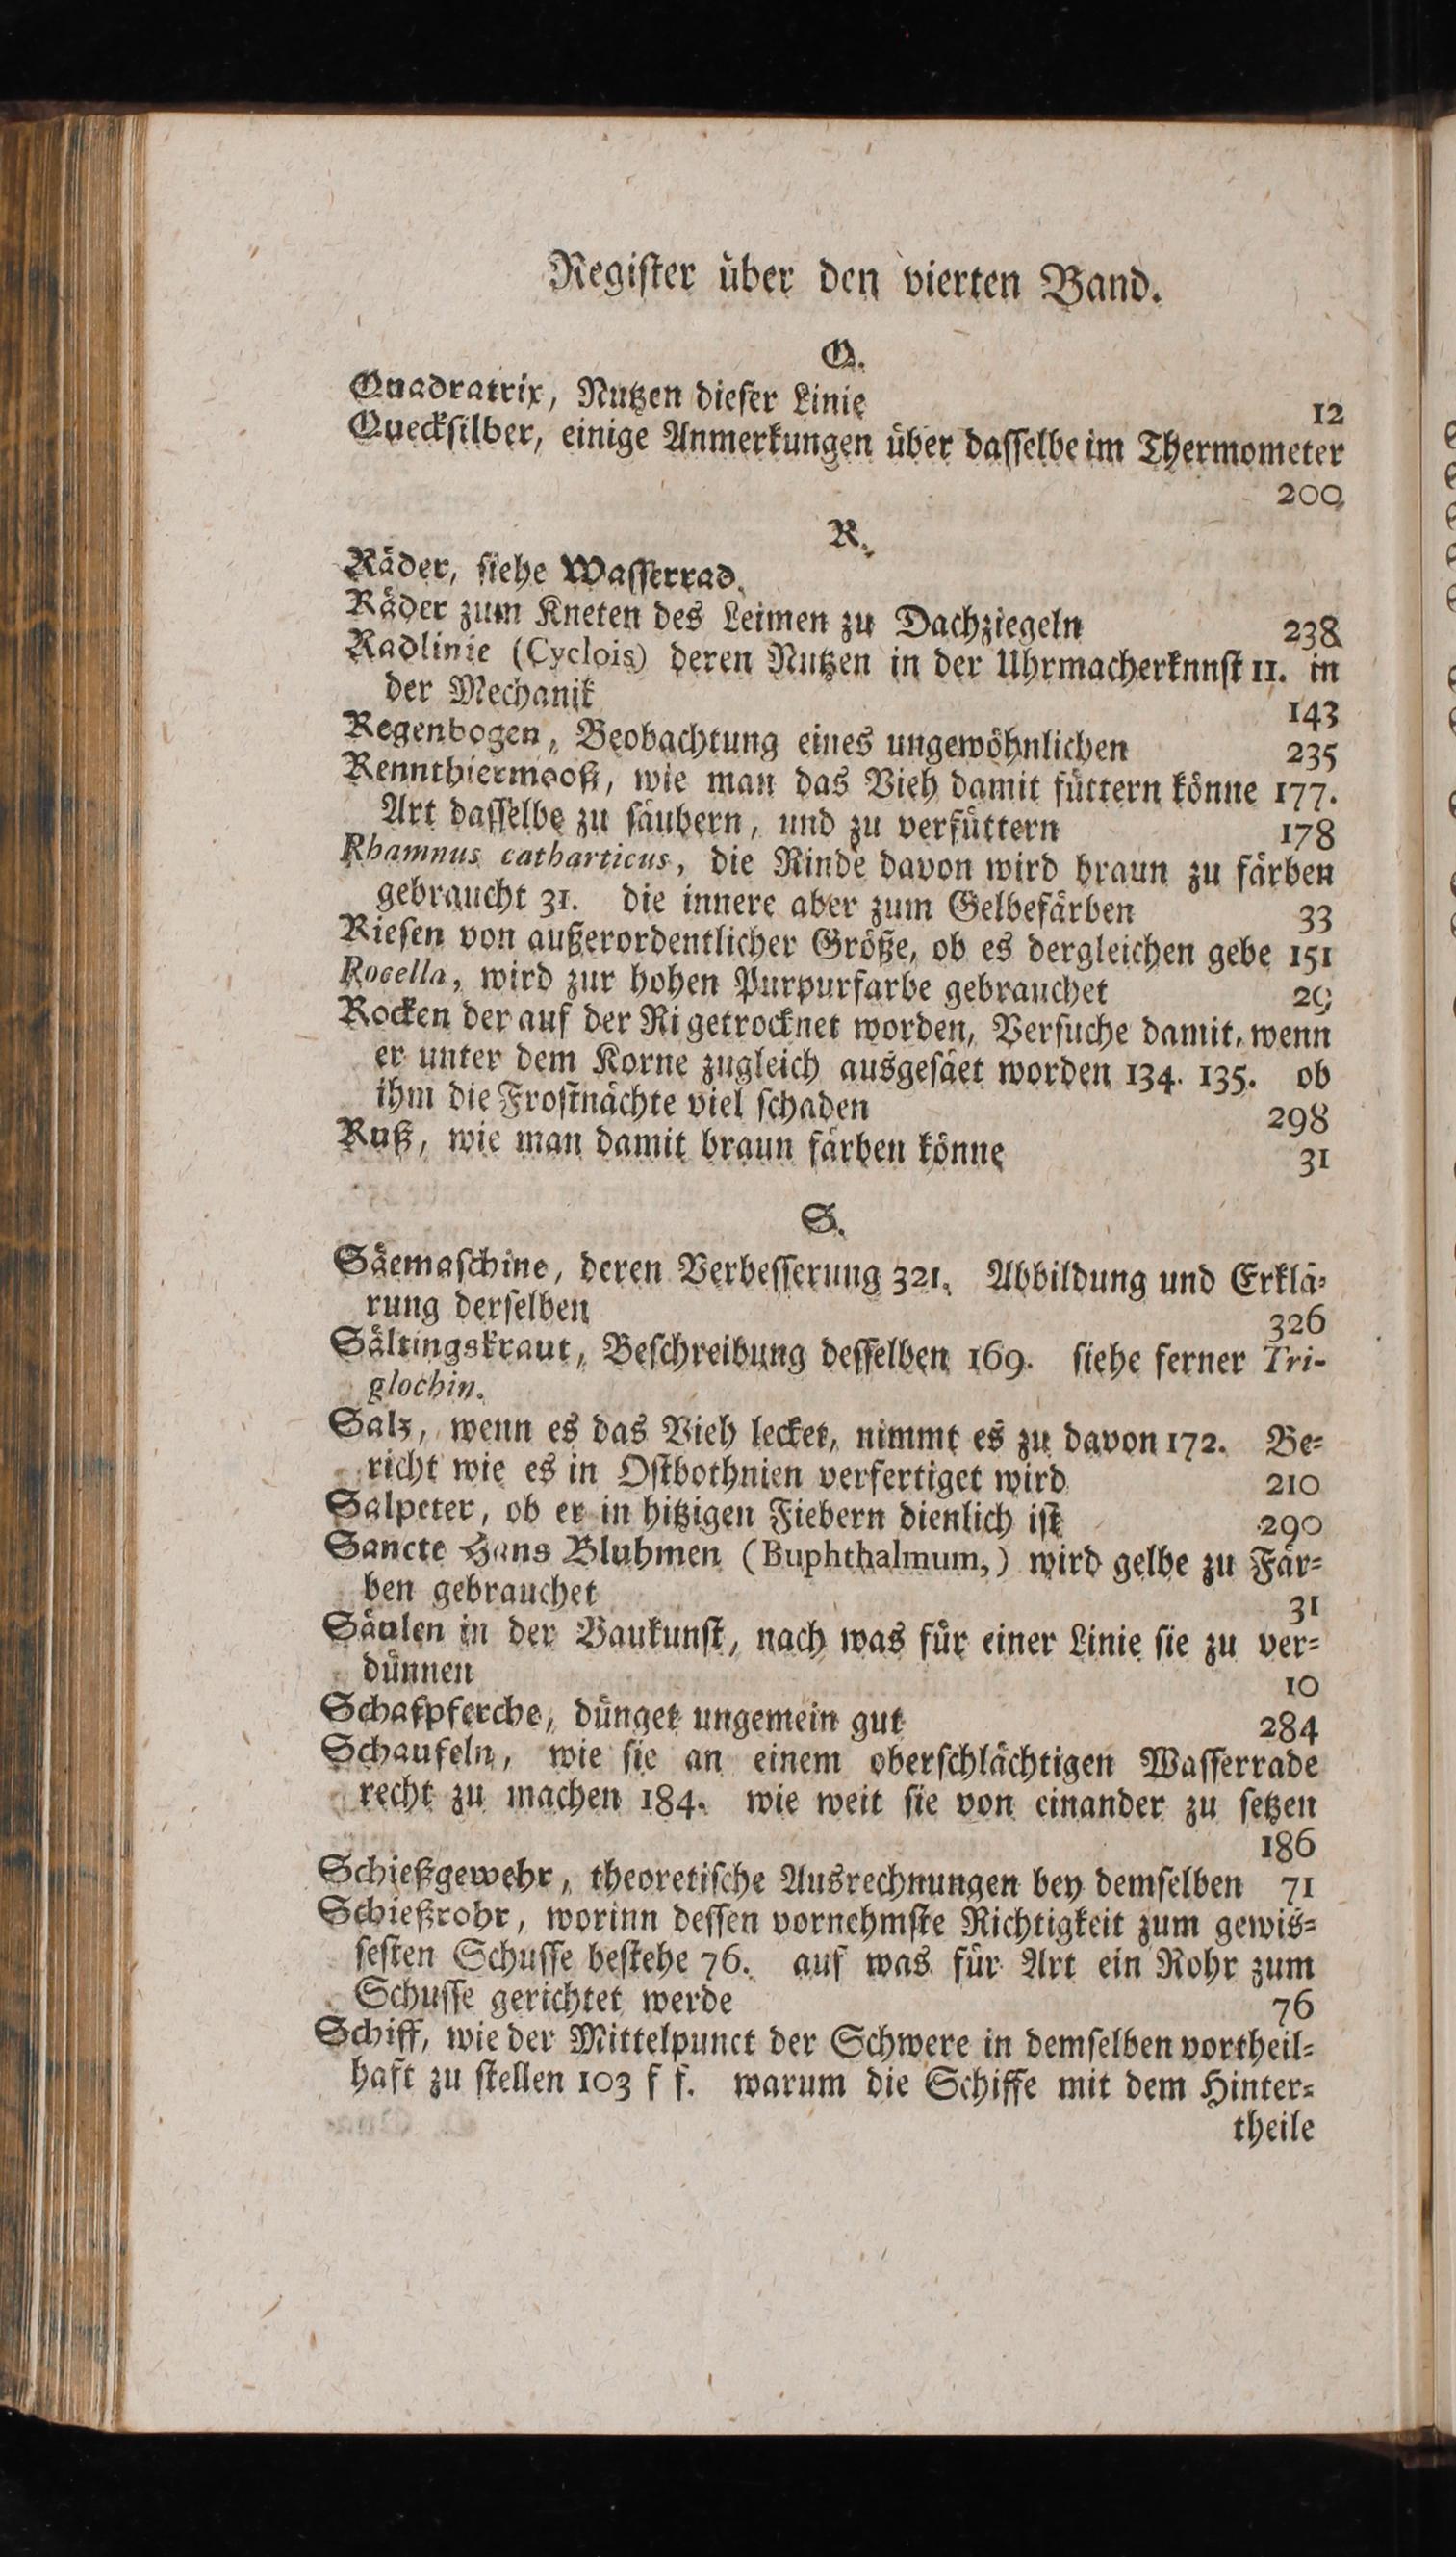 Regiſter über den vierten Band.
Q.
Quadratrix, Nutzen dieſer Linie 12
Queckſilber, einige Anmerkungen über daſſelbe im Thermometer
200
R.
Räder, ſiehe Waſſerrad.
Räder zum Kneten des Leimen zu Dachziegeln 238
Radlinie (Cyclois) deren Nutzen in der Uhrmacherknnſt 11. in
der Mechanik 143
Regenbogen, Beobachtung eines ungewöhnlichen 235
Rennthiermooß, wie man das Vieh damit füttern könne 177.
Art daſſelbe zu ſäubern, und zu verfüttern 178
Rhamnus catharticus, die Rinde davon wird braun zu färben
gebraucht 31. die innere aber zum Gelbefärben 33
Rieſen von außerordentlicher Größe, ob es dergleichen gebe 151
Rocella, wird zur hohen Purpurfarbe gebrauchet 29
Rocken der auf der Ri getrocknet worden, Verſuche damit, wenn
er unter dem Korne zugleich ausgeſäet worden 134. 135. ob
ihm die Froſtnächte viel ſchaden 298
Ruß, wie man damit braun färben könne 31
S.
Säemaſchine, deren Verbeſſerung 321. Abbildung und Erklä⸗
rung derſelben 326
Sältingskraut, Beſchreibung deſſelben 169. ſiehe ferner Tri-
glochin.
Salz, wenn es das Vieh lecket, nimmt es zu davon 172. Be⸗
richt wie es in Oſtbothnien verfertiget wird 210
Salpeter, ob er in hitzigen Fiebern dienlich iſt 290
Sancte Hans Bluhmen (Buphthalmum,) wird gelbe zu Fär⸗
ben gebrauchet 31
Säulen in der Baukunſt, nach was für einer Linie ſie zu ver⸗
dünnen 10
Schafpferche, dünget ungemein gut 284
Schaufeln, wie ſie an einem oberſchlächtigen Waſſerrade
recht zu machen 184. wie weit ſie von einander zu ſetzen
186
Schießgewehr, theoretiſche Ausrechnungen bey demſelben 71
Schießrohr, worinn deſſen vornehmſte Richtigkeit zum gewis⸗
ſeſten Schuſſe beſtehe 76. auf was für Art ein Rohr zum
Schuſſe gerichtet werde 76
Schiff, wie der Mittelpunct der Schwere in demſelben vortheil⸗
haft zu ſtellen 103 f f. warum die Schiffe mit dem Hinter⸗
theile